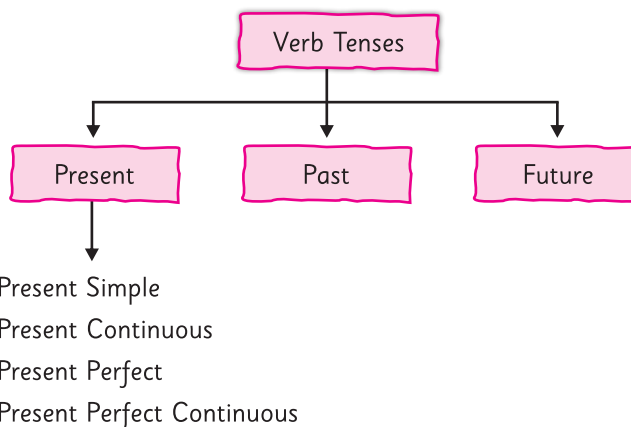 Verb Tenses
Present Past Future
Present Simple
Present Continuous
Present Perfect
Present Perfect Continuous